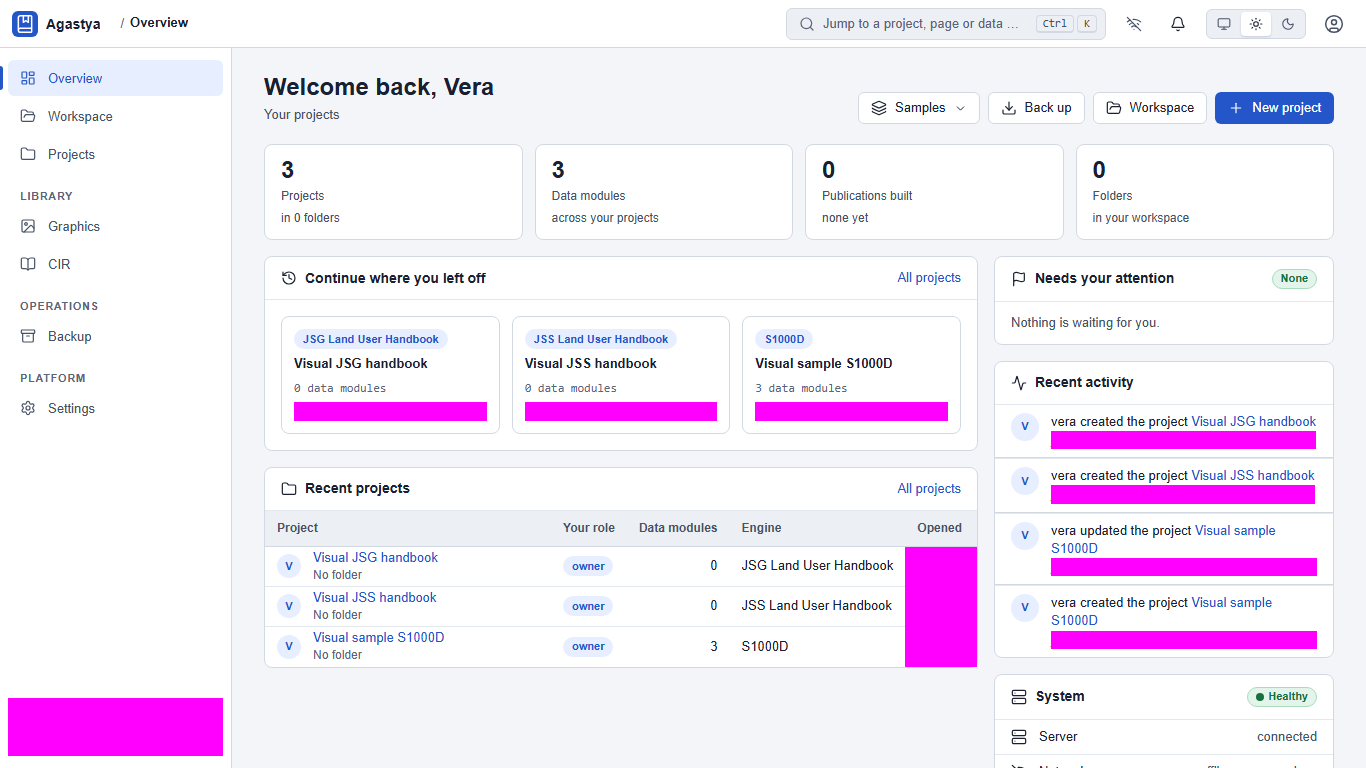 Agastya / Overview
Jump to a project, page or data ... Ctrl K
Overview
Workspace
Projects
LIBRARY
Graphics
CIR
OPERATIONS
Backup
PLATFORM
Settings
Welcome back, Vera
Your projects
Samples
Back up
Workspace
New project
3
Projects
in 0 folders
3
Data modules
across your projects
0
Publications built
none yet
0
Folders
in your workspace
Continue where you left off
All projects
JSG Land User Handbook
Visual JSG handbook
0 data modules
JSS Land User Handbook
Visual JSS handbook
0 data modules
S1000D
Visual sample S1000D
3 data modules
Recent projects
All projects
Project Your role Data modules Engine Opened
V Visual JSG handbook owner 0 JSG Land User Handbook
No folder
V Visual JSS handbook owner 0 JSS Land User Handbook
No folder
V Visual sample S1000D owner 3 S1000D
No folder
Needs your attention
None
Nothing is waiting for you.
Recent activity
V vera created the project Visual JSG handbook
V vera created the project Visual JSS handbook
V vera updated the project Visual sample
S1000D
V vera created the project Visual sample
S1000D
System
Healthy
Server connected